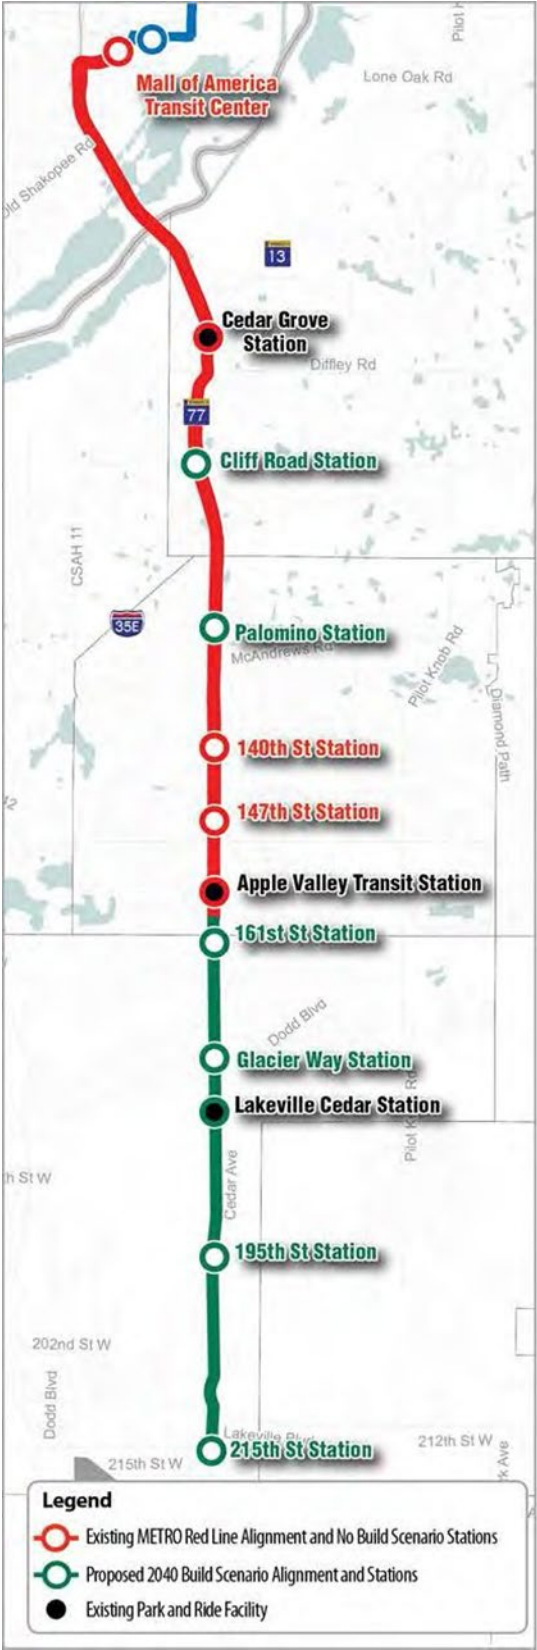 Lone Oak Rd
Mall of America
Transit Center
Old Shakopee Rd
13
Cedar Grove
Station
Diffley Rd
77
Cliff Road Station
CSAH 11
35E
Palomino Station
McAndrews Rd
Pilot Knob Rd
Diamond Path
140th St Station
147th St Station
Apple Valley Transit Station
161st St Station
Dodd Blvd
Glacier Way Station
Lakeville Cedar Station
Cedar Ave
195th St Station
202nd St W
Dodd Blvd
215th St Station
212th St W
215th St W
Legend
Existing METRO Red Line Alignment and No Build Scenario Stations
Proposed 2040 Build Scenario Alignment and Stations
Existing Park and Ride Facility